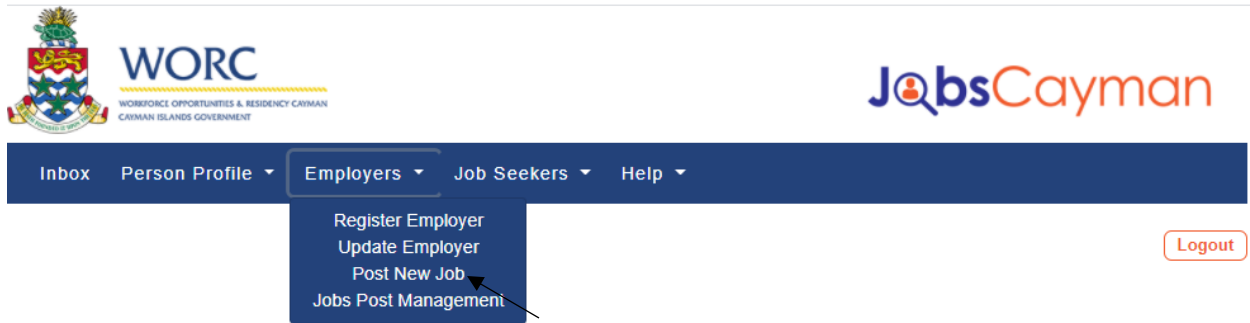 WORC
WORKFORCE OPPORTUNITIES & RESIDENCY CAYMAN
CAYMAN ISLANDS GOVERNMENT
JobsCayman
Inbox Person Profile Employers Job Seekers Help
Register Employer
Update Employer
Post New Job
Jobs Post Management
Logout